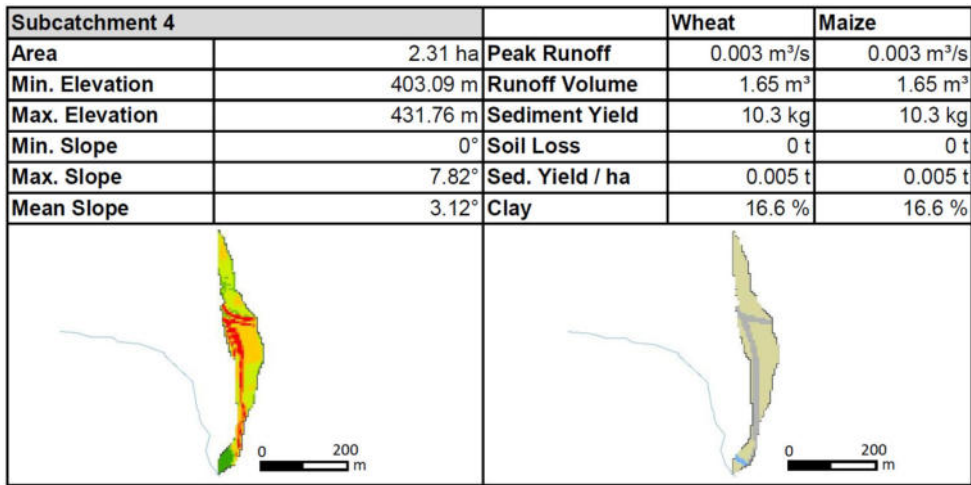 Subcatchment 4 Wheat Maize
Area 2.31 ha Peak Runoff 0.003 m³/s 0.003 m³/s
Min. Elevation 403.09 m Runoff Volume 1.65 m³ 1.65 m³
Max. Elevation 431.76 m Sediment Yield 10.3 kg 10.3 kg
Min. Slope 0° Soil Loss 0 t 0 t
Max. Slope 7.82° Sed. Yield / ha 0.005 t 0.005 t
Mean Slope 3.12° Clay 16.6 % 16.6 %
0 200 m
0 200 m